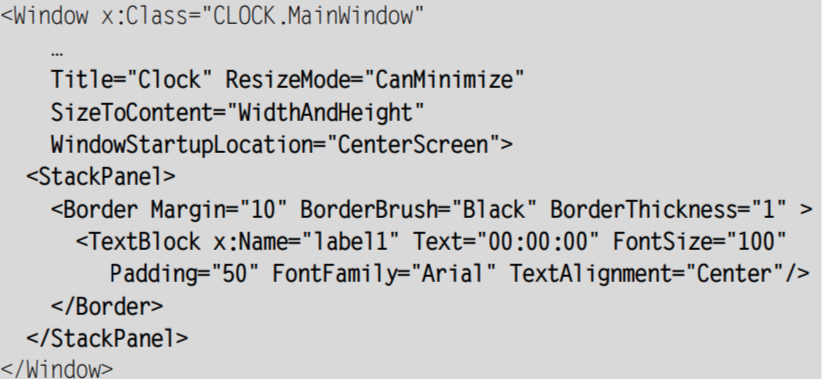 <Window x:Class="CLOCK.MainWindow"
…
Title="Clock" ResizeMode="CanMinimize"
SizeToContent="WidthAndHeight"
WindowStartupLocation="CenterScreen">
<StackPanel>
<Border Margin="10" BorderBrush="Black" BorderThickness="1" >
<TextBlock x:Name="label1" Text="00:00:00" FontSize="100"
Padding="50" FontFamily="Arial" TextAlignment="Center"/>
</Border>
</StackPanel>
</Window>